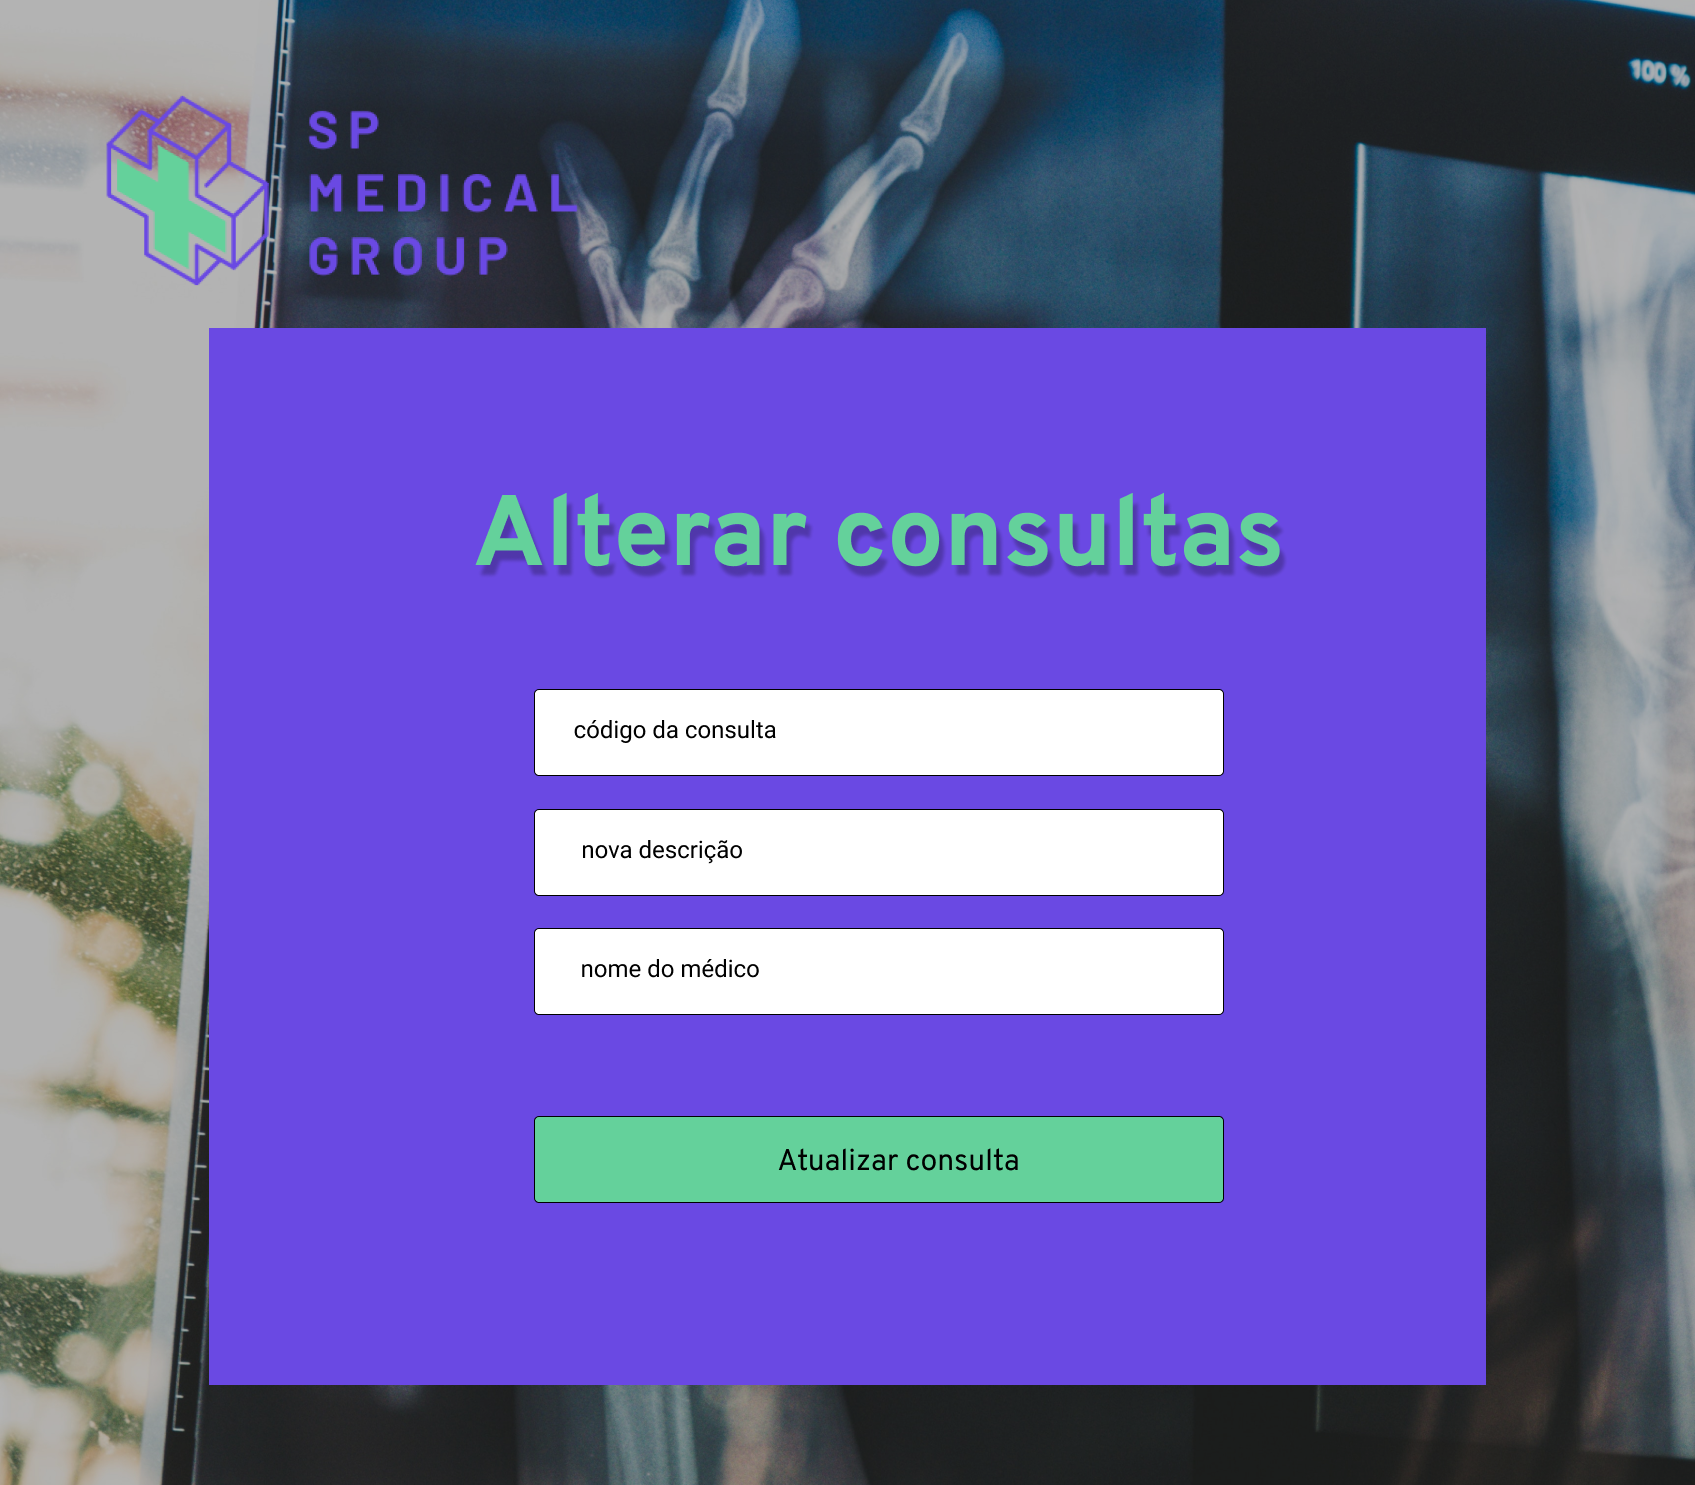 100 %
SP
MEDICAL
GROUP
Alterar consultas
código da consulta
nova descrição
nome do médico
Atualizar consulta